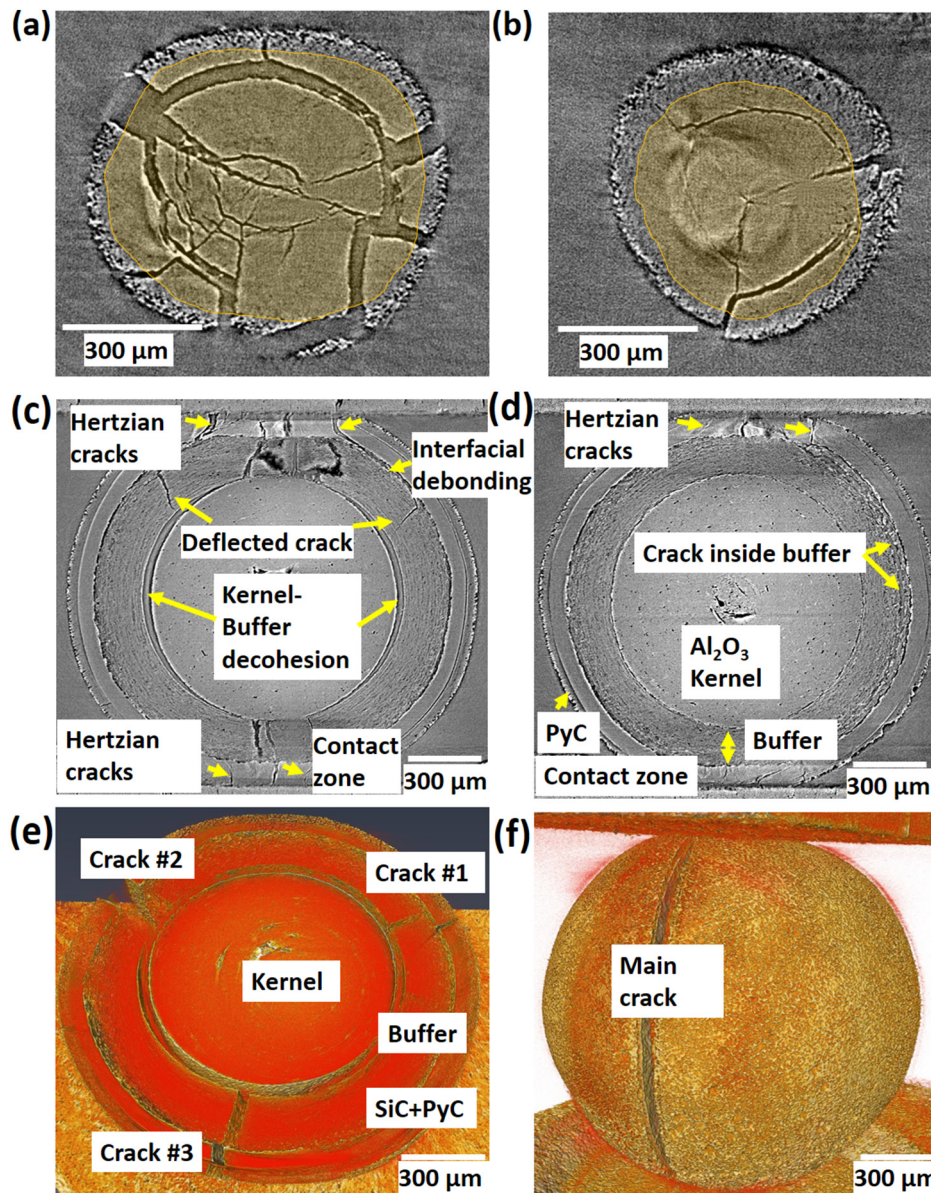 (a)
(b)
300 µm
300 µm
(c)
(d)
Hertzian
cracks
Interfacial
debonding
Deflected crack
Kernel-
Buffer
decohesion
Hertzian
cracks
Contact
zone
300 µm
Hertzian
cracks
Crack inside buffer
Al₂O₃
Kernel
PyC
Buffer
Contact zone
300 µm
(e)
(f)
Crack #2
Crack #1
Kernel
Buffer
SiC+PyC
Crack #3
300 µm
Main
crack
300 µm